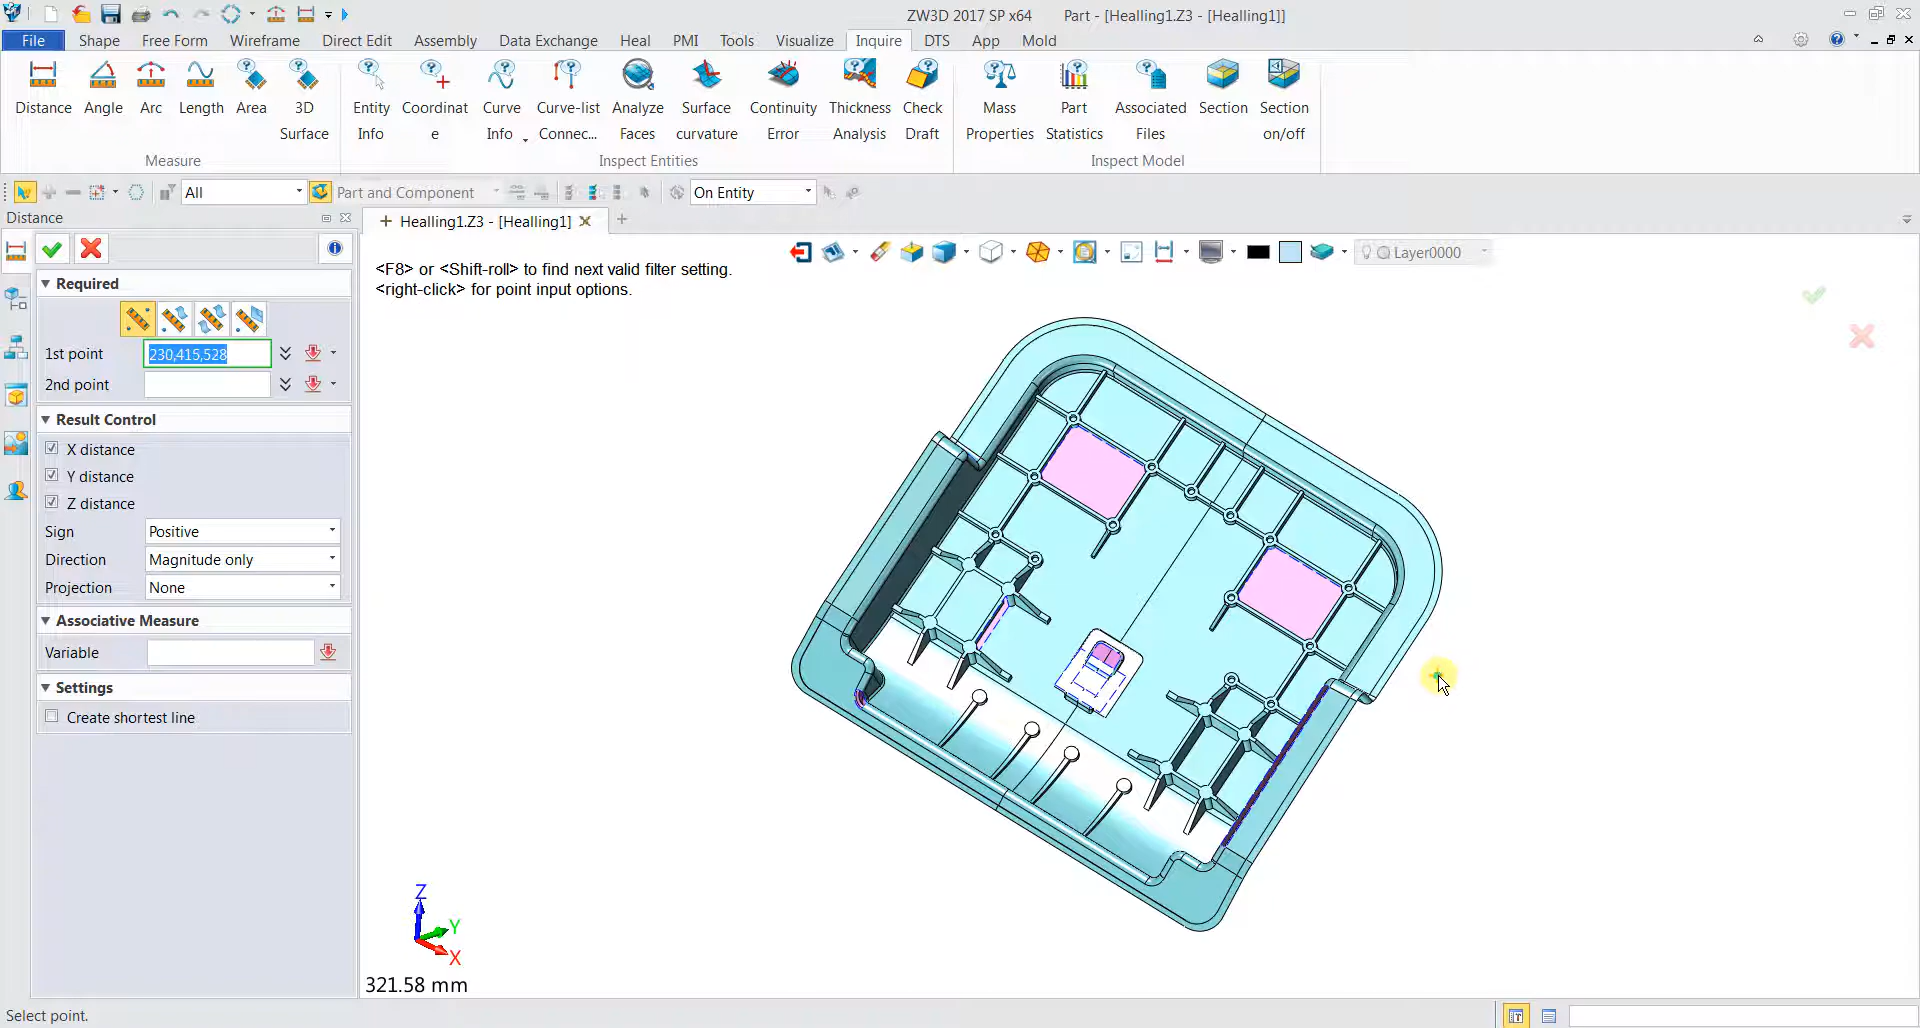 ZW3D 2017 SP x64 Part - [Healling1.Z3 - [Healling1]]
File Shape Free Form Wireframe Direct Edit Assembly Data Exchange Heal PMI Tools Visualize Inquire DTS App Mold
Distance Angle Arc Length Area 3D Surface Entity Info Coordinat e Curve Info Curve-list Connec... Analyze Faces Surface curvature Continuity Error Thickness Analysis Check Draft Mass Properties Part Statistics Associated Files Section Section on/off
Measure Inspect Entities Inspect Model
All Part and Component On Entity
Distance
Healling1.Z3 - [Healling1]
<F8> or <Shift-roll> to find next valid filter setting.
<right-click> for point input options.
Layer0000
Required
1st point 230,415,528
2nd point
Result Control
X distance
Y distance
Z distance
Sign Positive
Direction Magnitude only
Projection None
Associative Measure
Variable
Settings
Create shortest line
Z
Y
X
321.58 mm
Select point.